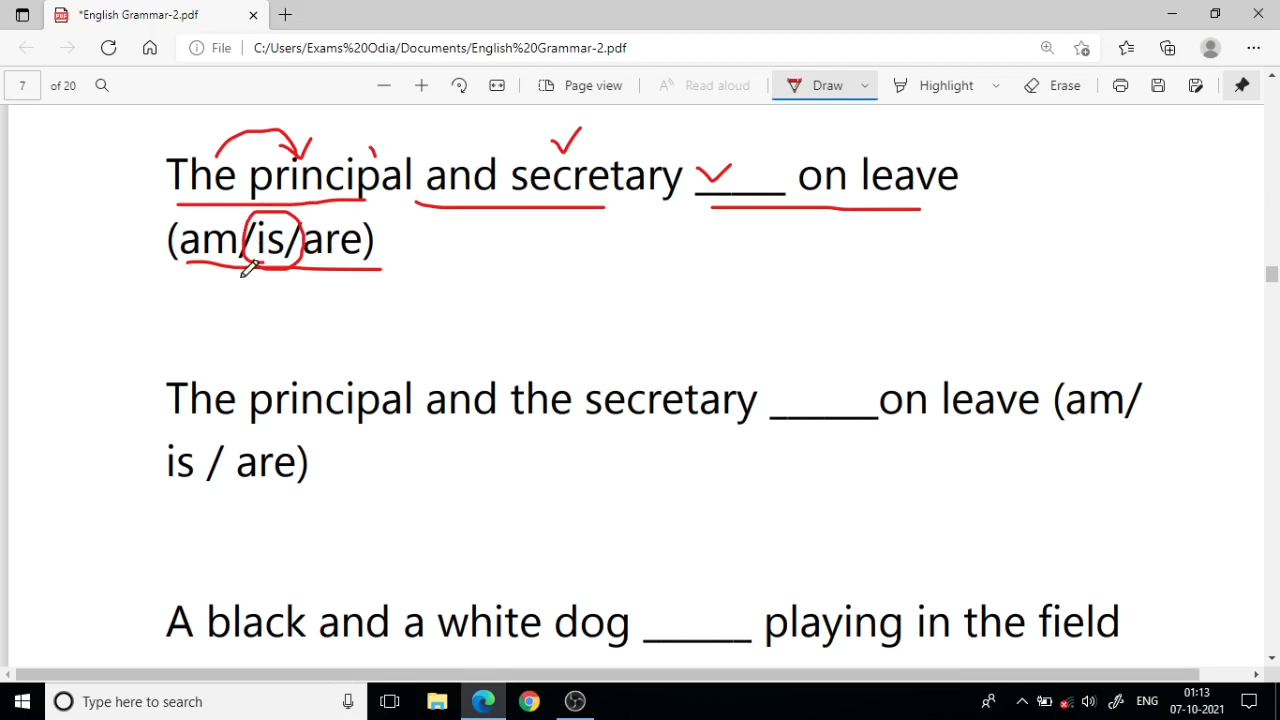 *English Grammar-2.pdf
File C:/Users/Exams%20Odia/Documents/English%20Grammar-2.pdf
7 of 20 Page view Read aloud Draw Highlight Erase
The principal and secretary _____ on leave
(am/is/are)
The principal and the secretary ______on leave (am/
is / are)
A black and a white dog ______ playing in the field
Type here to search
ENG
01:13
07-10-2021